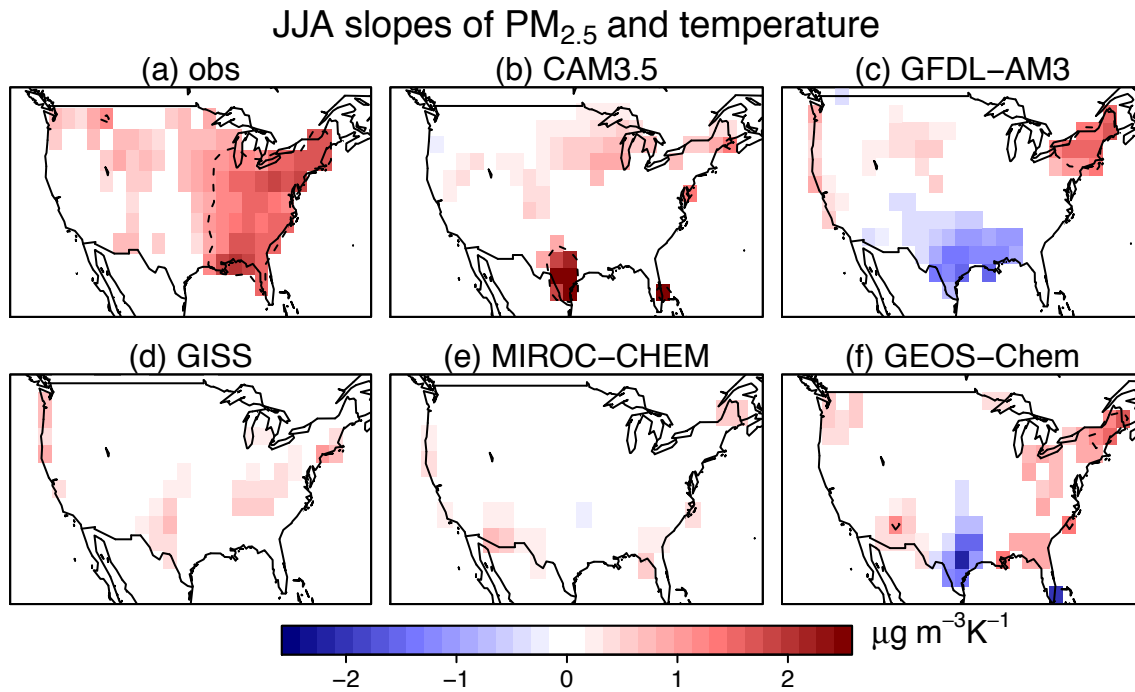 JJA slopes of PM₂.₅ and temperature
(a) obs
(b) CAM3.5
(c) GFDL−AM3
(d) GISS
(e) MIROC−CHEM
(f) GEOS−Chem
μg m⁻³K⁻¹
−2 −1 0 1 2